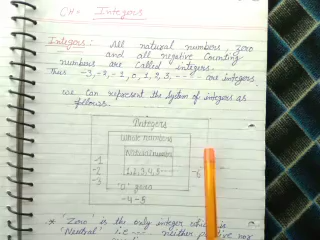 CH- Integers
Integers: All natural numbers, zero
and all negative counting
numbers are called integers.
Thus -3, -2, -1, 0, 1, 2, 3, ---- are integers.
We can represent the system of integers as
follows:
Integers
Whole numbers
Natural numbers
1, 2, 3, 4, 5...
-1
-2
-3
'0' zero
-4 -5
* 'Zero' is the only integer which is
'Neutral' i.e --- neither positive nor